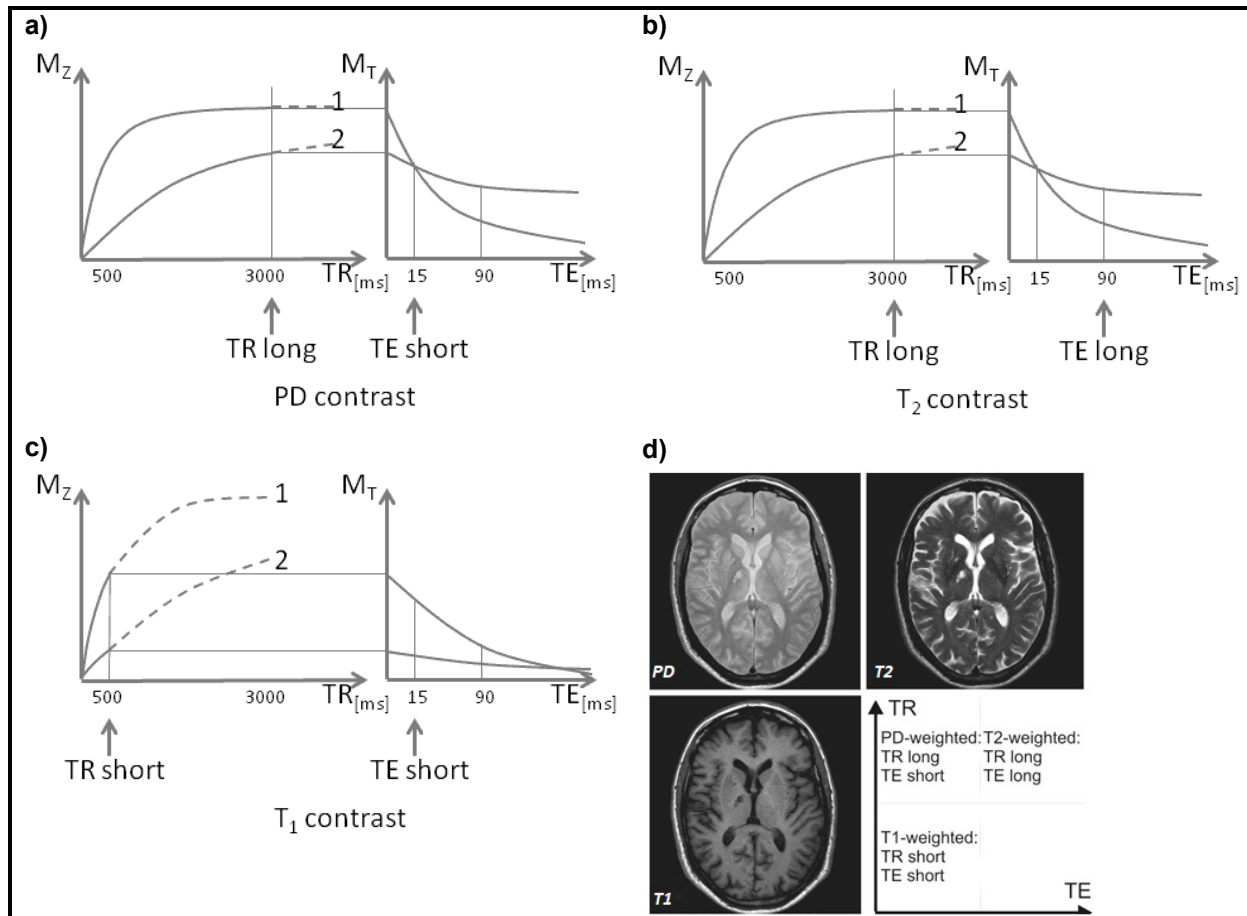 a)
M_Z
M_T
1
2
500
3000
TR[ms]
15
90
TE[ms]
TR long
TE short
PD contrast
b)
M_Z
M_T
1
2
500
3000
TR[ms]
15
90
TE[ms]
TR long
TE long
T_2 contrast
c)
M_Z
M_T
1
2
500
3000
TR[ms]
15
90
TE[ms]
TR short
TE short
T_1 contrast
d)
PD
T2
T1
TR
PD-weighted:
TR long
TE short
T2-weighted:
TR long
TE long
T1-weighted:
TR short
TE short
TE